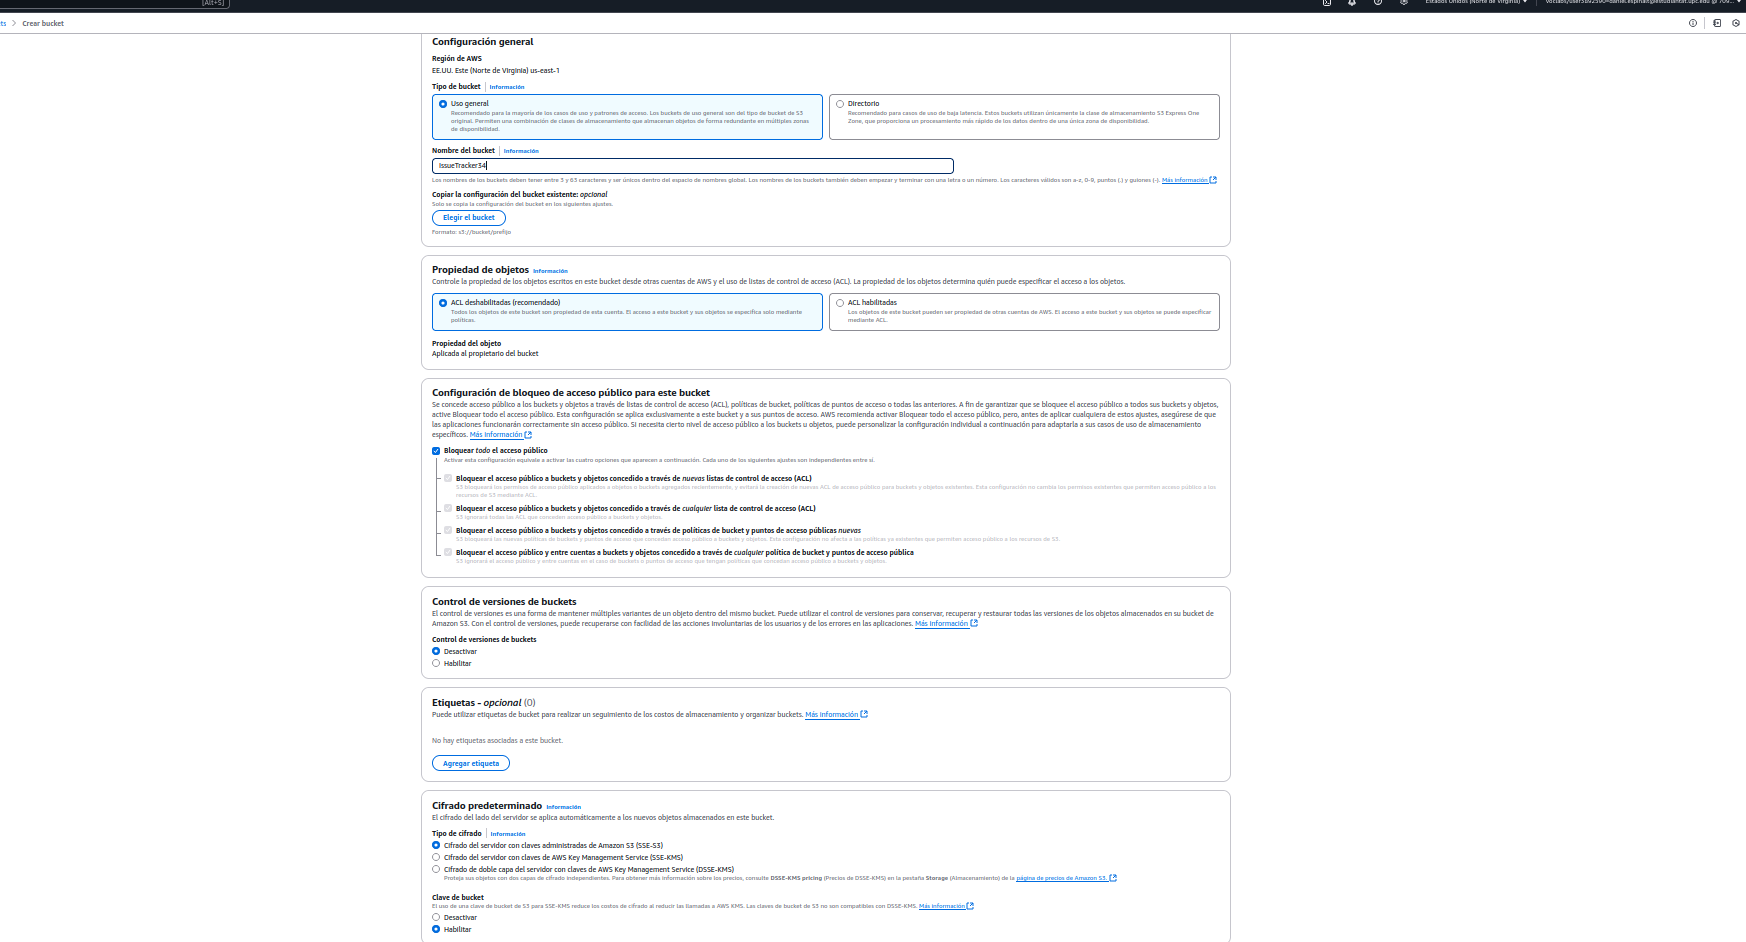 [Alt+S]
Estados Unidos (Norte de Virginia)
ts > Crear bucket
Configuración general
Región de AWS
EE.UU. Este (Norte de Virginia) us-east-1
Tipo de bucket | Información
Uso general
Recomendado para la mayoría de los casos de uso y patrones de acceso. Los buckets de uso general son del tipo de bucket de S3
original. Permiten una combinación de clases de almacenamiento que almacenan objetos de forma redundante en múltiples zonas
de disponibilidad.
Directorio
Recomendado para casos de uso de baja latencia. Estos buckets utilizan únicamente la clase de almacenamiento S3 Express One
Zone, que proporciona un procesamiento más rápido de los datos dentro de una única zona de disponibilidad.
Nombre del bucket | Información
IssueTracker34
Los nombres de los buckets deben tener entre 3 y 63 caracteres y ser únicos dentro del espacio de nombres global. Los nombres de los buckets también deben empezar y terminar con una letra o un número. Los caracteres válidos son a-z, 0-9, puntos (.) y guiones (-). Más información
Copiar la configuración del bucket existente: opcional
Solo se copia la configuración del bucket en los siguientes ajustes.
Elegir el bucket
Formato: s3://bucket/prefijo
Propiedad de objetos Información
Controle la propiedad de los objetos escritos en este bucket desde otras cuentas de AWS y el uso de listas de control de acceso (ACL). La propiedad de los objetos determina quién puede especificar el acceso a los objetos.
ACL deshabilitadas (recomendado)
Todos los objetos de este bucket son propiedad de esta cuenta. El acceso a este bucket y sus objetos se especifica solo mediante
políticas.
ACL habilitadas
Los objetos de este bucket pueden ser propiedad de otras cuentas de AWS. El acceso a este bucket y sus objetos se puede especificar
mediante ACL.
Propiedad del objeto
Aplicada al propietario del bucket
Configuración de bloqueo de acceso público para este bucket
Se concede acceso público a los buckets y objetos a través de listas de control de acceso (ACL), políticas de bucket, políticas de puntos de acceso o todas las anteriores. A fin de garantizar que se bloquee el acceso público a todos sus buckets y objetos,
active Bloquear todo el acceso público. Esta configuración se aplica exclusivamente a este bucket y a sus puntos de acceso. AWS recomienda activar Bloquear todo el acceso público, pero, antes de aplicar cualquiera de estos ajustes, asegúrese de que
las aplicaciones funcionarán correctamente sin acceso público. Si necesita cierto nivel de acceso público a los buckets u objetos, puede personalizar la configuración individual a continuación para adaptarla a sus casos de uso de almacenamiento
específicos. Más información
Bloquear todo el acceso público
Activar esta configuración equivale a activar las cuatro opciones que aparecen a continuación. Cada uno de los siguientes ajustes son independientes entre sí.
Bloquear el acceso público a buckets y objetos concedido a través de nuevas listas de control de acceso (ACL)
S3 bloqueará los permisos de acceso público aplicados a objetos o buckets agregados recientemente, y evitará la creación de nuevas ACL de acceso público para buckets y objetos existentes. Esta configuración no cambia los permisos existentes que permiten acceso público a los
recursos de S3 mediante ACL.
Bloquear el acceso público a buckets y objetos concedido a través de cualquier lista de control de acceso (ACL)
S3 ignorará todas las ACL que conceden acceso público a buckets y objetos.
Bloquear el acceso público a buckets y objetos concedido a través de políticas de bucket y puntos de acceso públicas nuevas
S3 bloqueará las nuevas políticas de buckets y puntos de acceso que concedan acceso público a buckets y objetos. Esta configuración no afecta a las políticas ya existentes que permiten acceso público a los recursos de S3.
Bloquear el acceso público y entre cuentas a buckets y objetos concedido a través de cualquier política de bucket y puntos de acceso pública
S3 ignorará el acceso público y entre cuentas en el caso de buckets o puntos de acceso que tengan políticas que concedan acceso público a buckets y objetos.
Control de versiones de buckets
El control de versiones es una forma de mantener múltiples variantes de un objeto dentro del mismo bucket. Puede utilizar el control de versiones para conservar, recuperar y restaurar todas las versiones de los objetos almacenados en su bucket de
Amazon S3. Con el control de versiones, puede recuperarse con facilidad de las acciones involuntarias de los usuarios y de los errores en las aplicaciones. Más información
Control de versiones de buckets
Desactivar
Habilitar
Etiquetas - opcional (0)
Puede utilizar etiquetas de bucket para realizar un seguimiento de los costos de almacenamiento y organizar buckets. Más información
No hay etiquetas asociadas a este bucket.
Agregar etiqueta
Cifrado predeterminado Información
El cifrado del lado del servidor se aplica automáticamente a los nuevos objetos almacenados en este bucket.
Tipo de cifrado | Información
Cifrado del servidor con claves administradas de Amazon S3 (SSE-S3)
Cifrado del servidor con claves de AWS Key Management Service (SSE-KMS)
Cifrado de doble capa del servidor con claves de AWS Key Management Service (DSSE-KMS)
Proteja sus objetos con dos capas de cifrado independientes. Para obtener más información sobre los precios, consulte DSSE-KMS pricing (Precios de DSSE-KMS) en la pestaña Storage (Almacenamiento) de la página de precios de Amazon S3.
Clave de bucket
El uso de una clave de bucket de S3 para SSE-KMS reduce los costos de cifrado al reducir las llamadas a AWS KMS. Las claves de bucket de S3 no son compatibles con DSSE-KMS. Más información
Desactivar
Habilitar